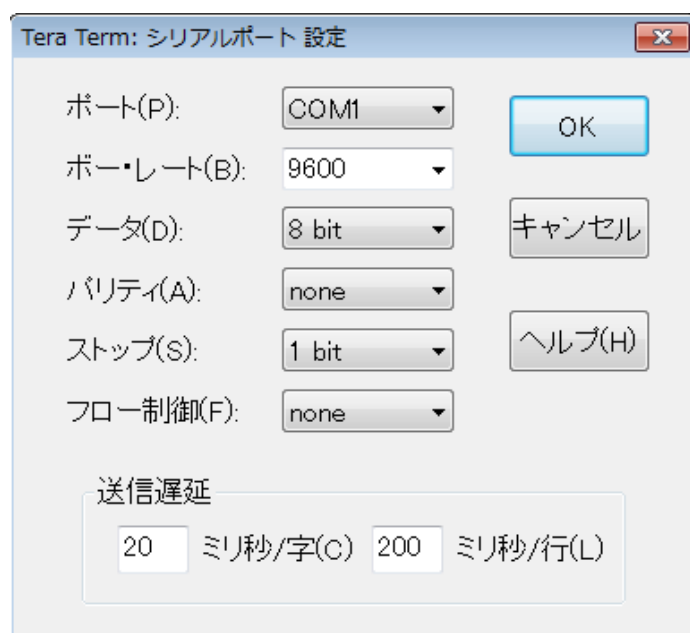 Tera Term: シリアルポート 設定
ポート(P): COM1
OK
ボー・レート(B): 9600
データ(D): 8 bit
キャンセル
パリティ(A): none
ストップ(S): 1 bit
ヘルプ(H)
フロー制御(F): none
送信遅延
20 ミリ秒/字(C) 200 ミリ秒/行(L)